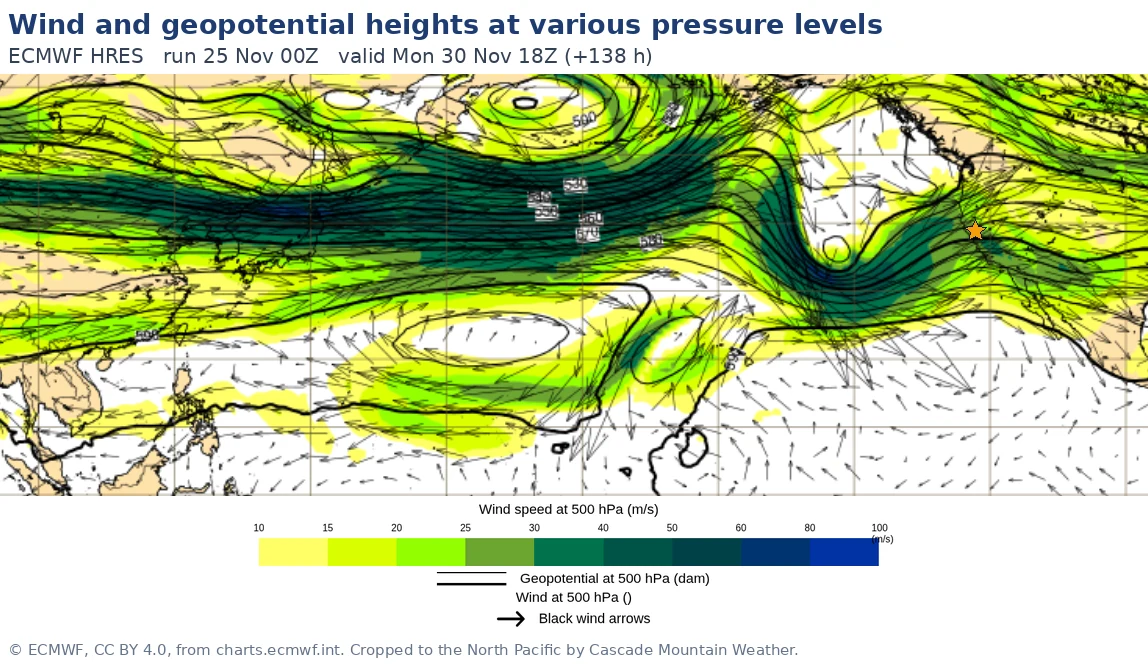 Wind and geopotential heights at various pressure levels
ECMWF HRES run 25 Nov 00Z valid Mon 30 Nov 18Z (+138 h)
500
530
550
560
570
580
Wind speed at 500 hPa (m/s)
10 15 20 25 30 40 50 60 80 100
(m/s)
Geopotential at 500 hPa (dam)
Wind at 500 hPa ()
Black wind arrows
© ECMWF, CC BY 4.0, from charts.ecmwf.int. Cropped to the North Pacific by Cascade Mountain Weather.